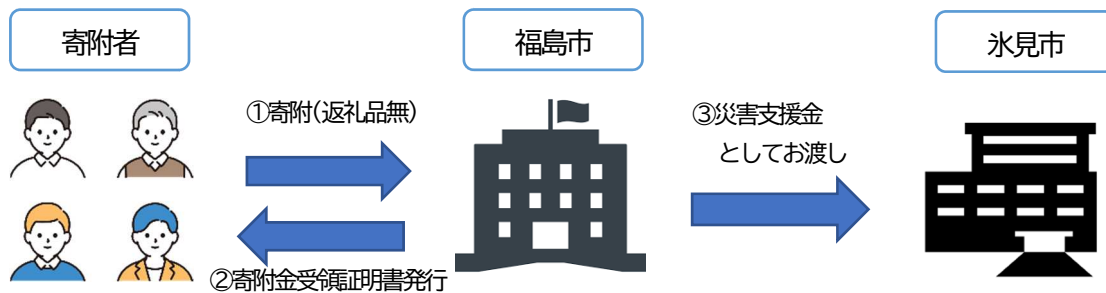 寄附者
福島市
氷見市
①寄附(返礼品無)
③災害支援金
としてお渡し
②寄附金受領証明書発行